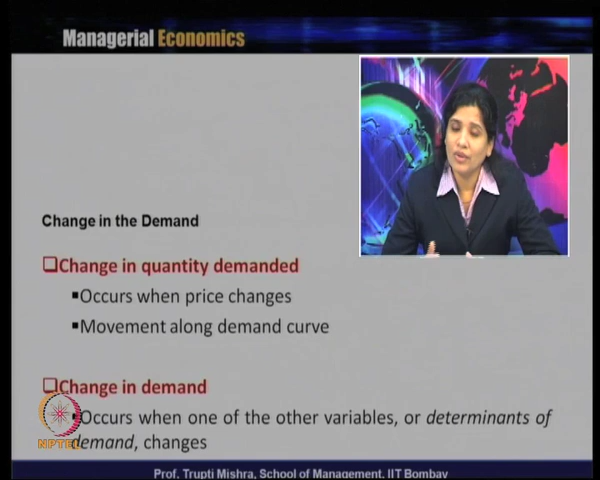 Managerial Economics
Change in the Demand
Change in quantity demanded
Occurs when price changes
Movement along demand curve
Change in demand
Occurs when one of the other variables, or determinants of
demand, changes
NPTEL
Prof. Trupti Mishra, School of Management, IIT Bombay